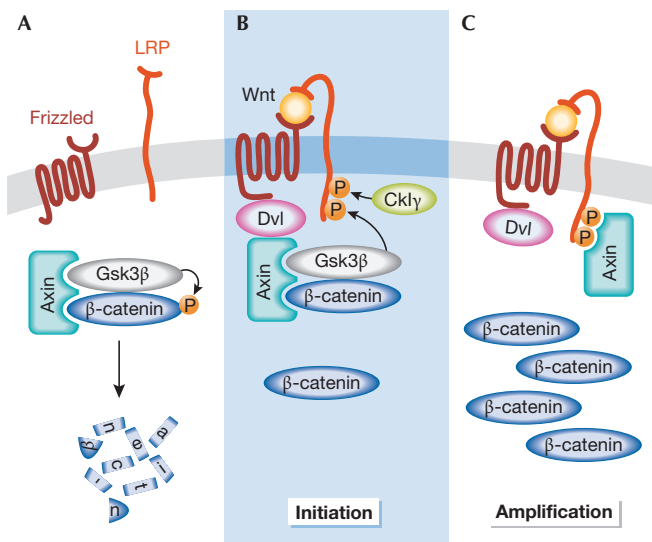 A
LRP
Frizzled
Axin
Gsk3β
β-catenin
P
β
n
e
a
-
c
t
i
n
B
Wnt
P
P
CkIγ
Dvl
Axin
Gsk3β
β-catenin
β-catenin
Initiation
C
Dvl
P
P
Axin
β-catenin
β-catenin
β-catenin
β-catenin
Amplification